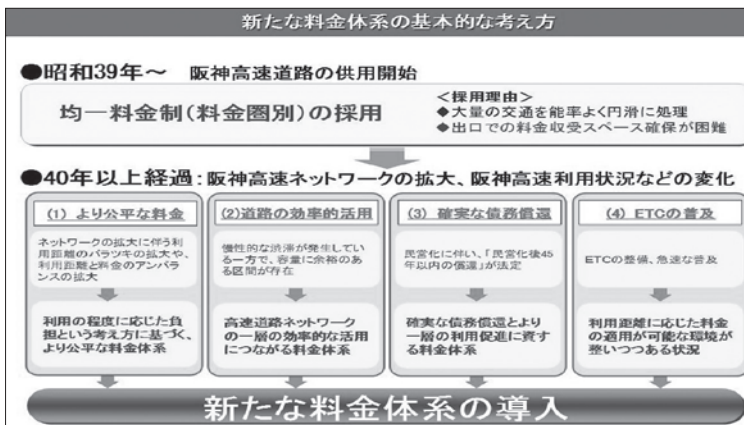 新たな料金体系の基本的な考え方
●昭和39年～ 阪神高速道路の供用開始
均一料金制(料金圏別)の採用
＜採用理由＞
◆大量の交通を能率よく円滑に処理
◆出口での料金収受スペース確保が困難
●40年以上経過：阪神高速ネットワークの拡大、阪神高速利用状況などの変化
(1) より公平な料金
ネットワークの拡大に伴う利
用距離のバラツキの拡大や、
利用距離と料金のアンバラ
ンスの拡大
利用の程度に応じた負
担という考え方に基づく、
より公平な料金体系
(2)道路の効率的活用
慢性的な渋滞が発生してい
る一方で、容量に余裕のあ
る区間が存在
高速道路ネットワーク
の一層の効率的な活用
につながる料金体系
(3) 確実な債務償還
民営化に伴い、「民営化後45
年以内の償還」が法定
確実な債務償還とより
一層の利用促進に資す
る料金体系
(4) ETCの普及
ETCの整備、急速な普及
利用距離に応じた料金
の適用が可能な環境が
整いつつある状況
新たな料金体系の導入